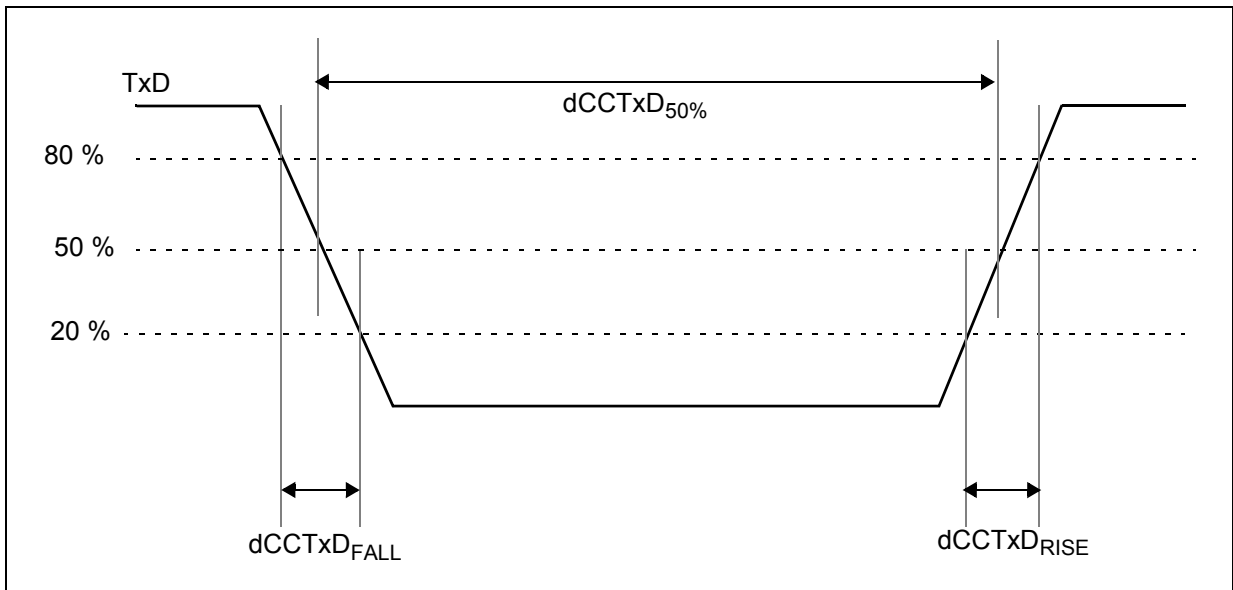 TxD
dCCTxD50%
80 %
50 %
20 %
dCCTxDFALL
dCCTxDRISE